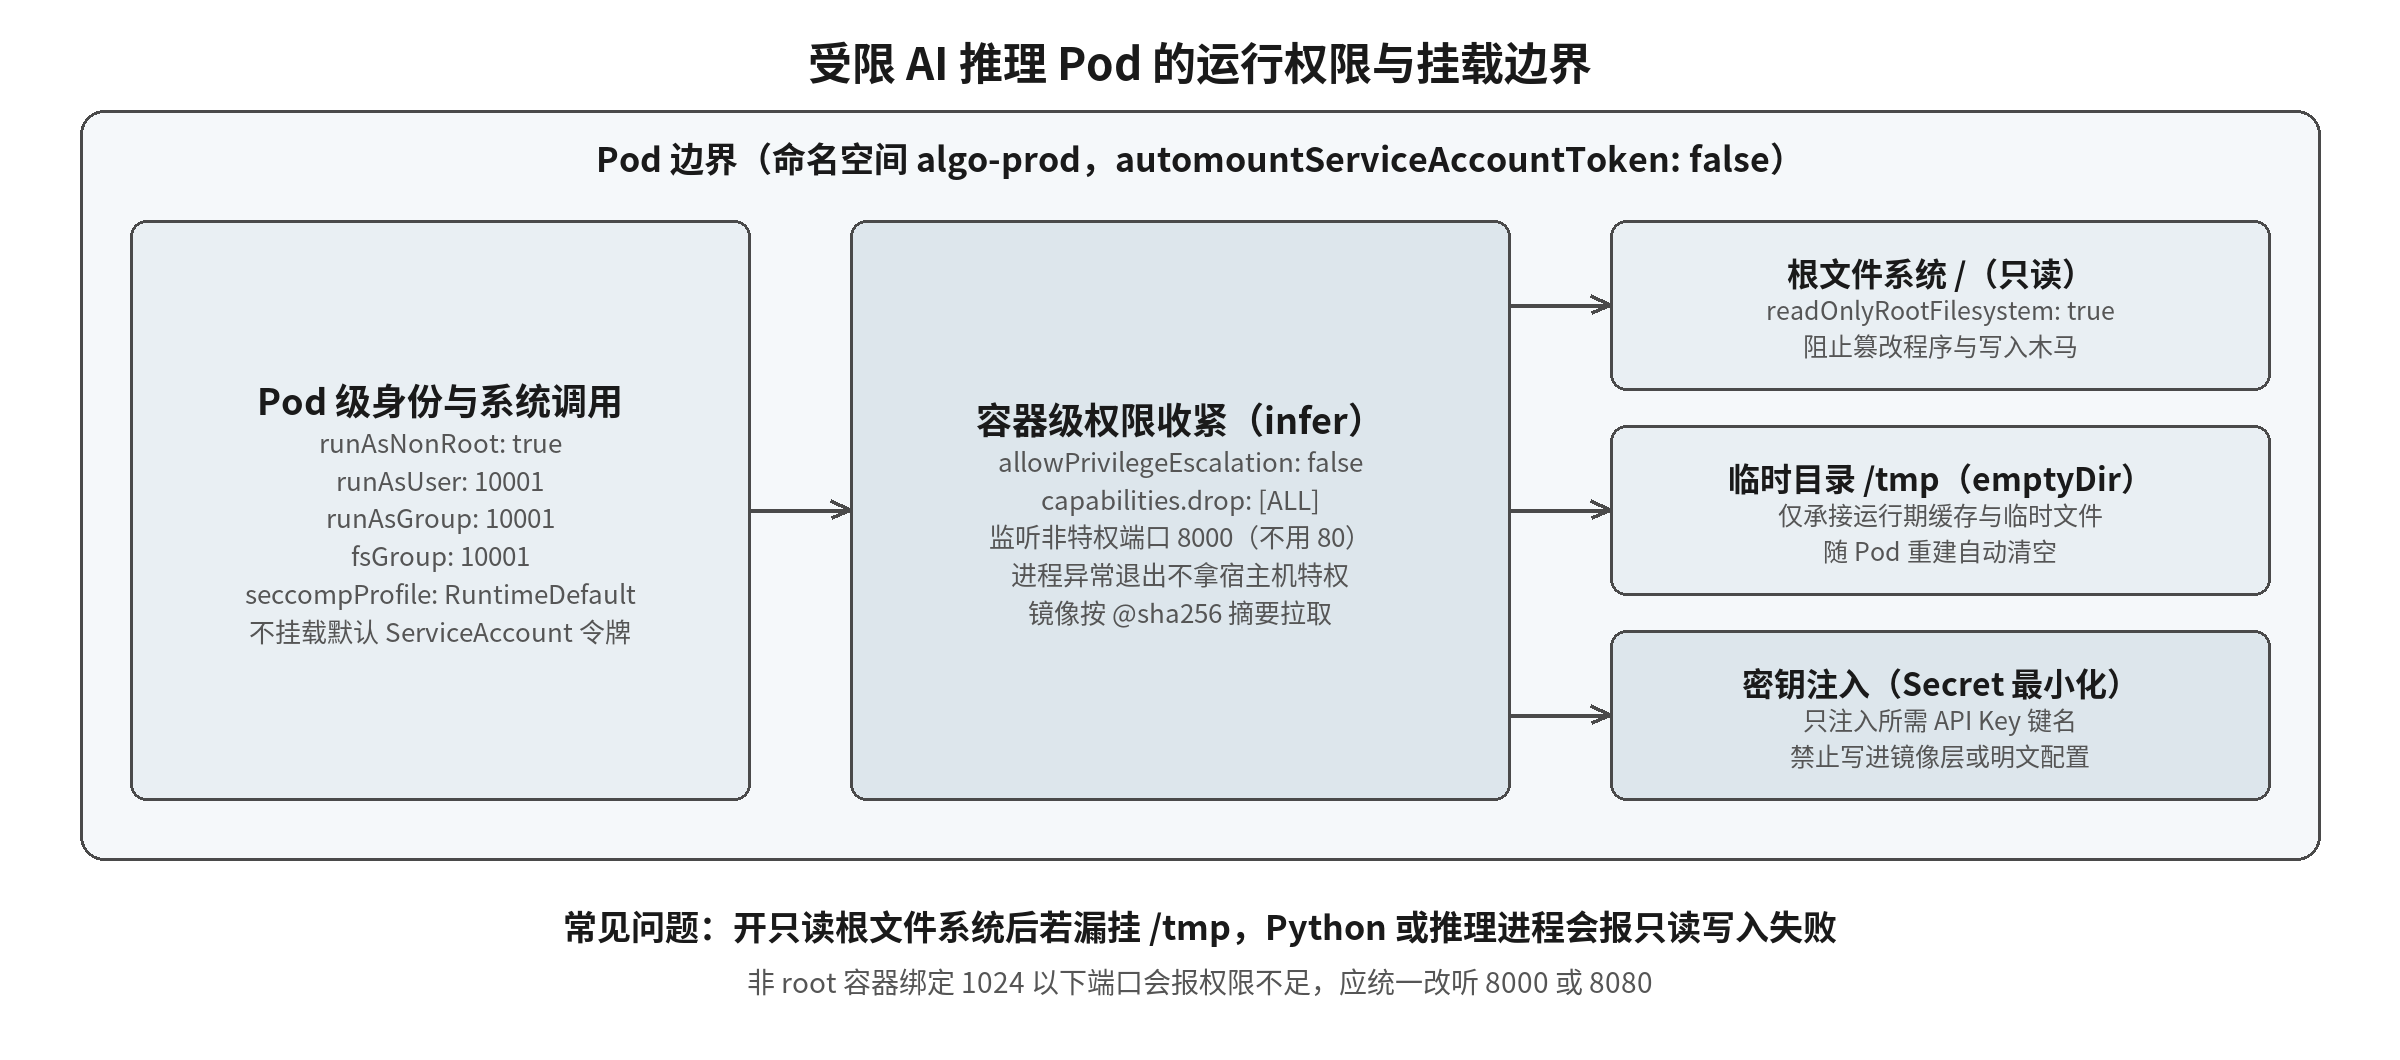 受限 AI 推理 Pod 的运行权限与挂载边界
Pod 边界（命名空间 algo-prod，automountServiceAccountToken: false）
Pod 级身份与系统调用
runAsNonRoot: true
runAsUser: 10001
runAsGroup: 10001
fsGroup: 10001
seccompProfile: RuntimeDefault
不挂载默认 ServiceAccount 令牌
容器级权限收紧（infer）
allowPrivilegeEscalation: false
capabilities.drop: [ALL]
监听非特权端口 8000（不用 80）
进程异常退出不拿宿主机特权
镜像按 @sha256 摘要拉取
根文件系统 /（只读）
readOnlyRootFilesystem: true
阻止篡改程序与写入木马
临时目录 /tmp（emptyDir）
仅承接运行期缓存与临时文件
随 Pod 重建自动清空
密钥注入（Secret 最小化）
只注入所需 API Key 键名
禁止写进镜像层或明文配置
常见问题：开只读根文件系统后若漏挂 /tmp，Python 或推理进程会报只读写入失败
非 root 容器绑定 1024 以下端口会报权限不足，应统一改听 8000 或 8080